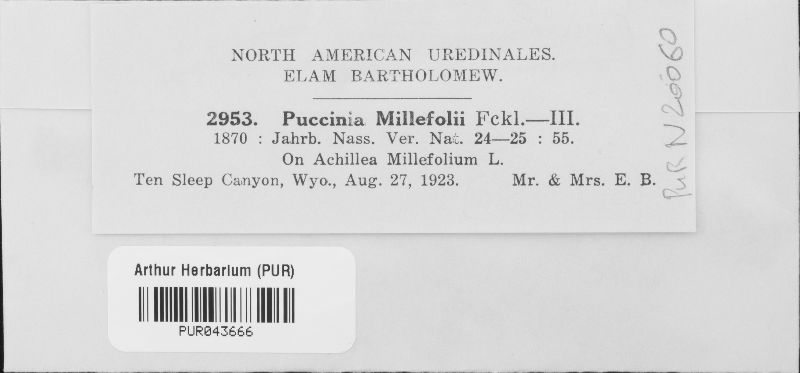 NORTH AMERICAN UREDINALES.
ELAM BARTHOLOMEW.
2953. Puccinia Millefolii Fckl.—III.
1870 : Jahrb. Nass. Ver. Nat. 24—25 : 55.
On Achillea Millefolium L.
Ten Sleep Canyon, Wyo., Aug. 27, 1923. Mr. & Mrs. E. B.
PUR N20060
Arthur Herbarium (PUR)
PUR043666